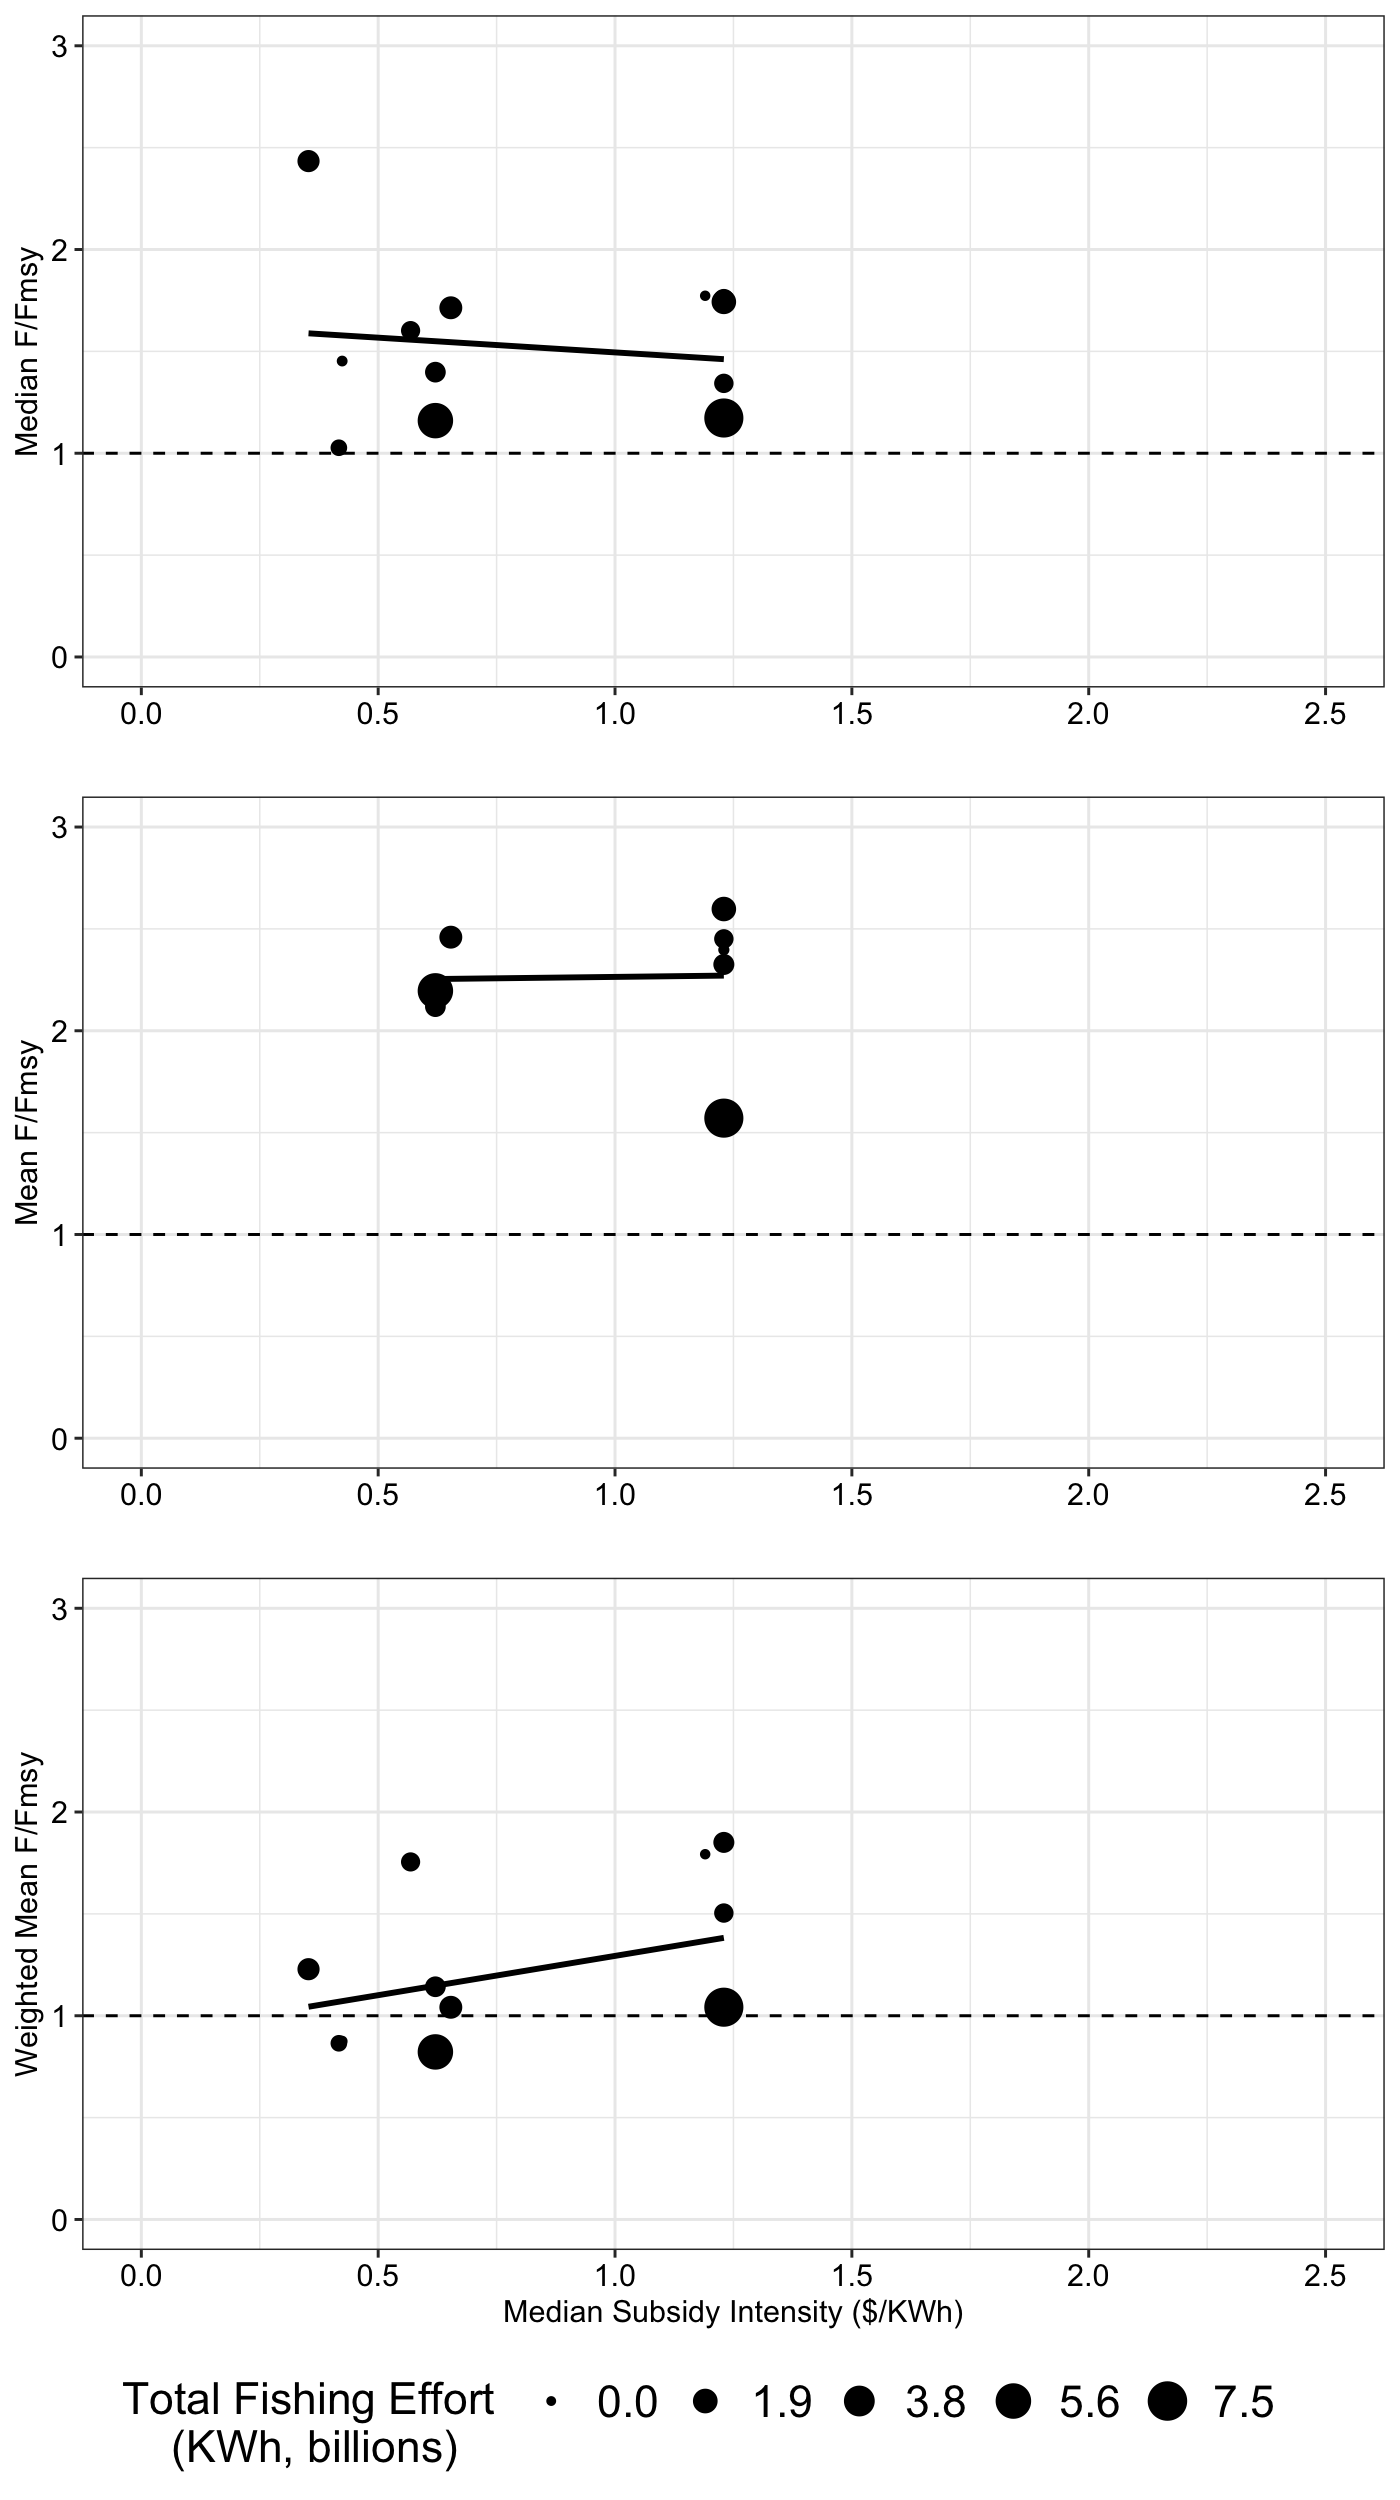 3
2
1
0
Median F/Fmsy
0.0 0.5 1.0 1.5 2.0 2.5
3
2
1
0
Mean F/Fmsy
0.0 0.5 1.0 1.5 2.0 2.5
3
2
1
0
Weighted Mean F/Fmsy
0.0 0.5 1.0 1.5 2.0 2.5
Median Subsidy Intensity ($/KWh)
Total Fishing Effort
(KWh, billions)
0.0 1.9 3.8 5.6 7.5